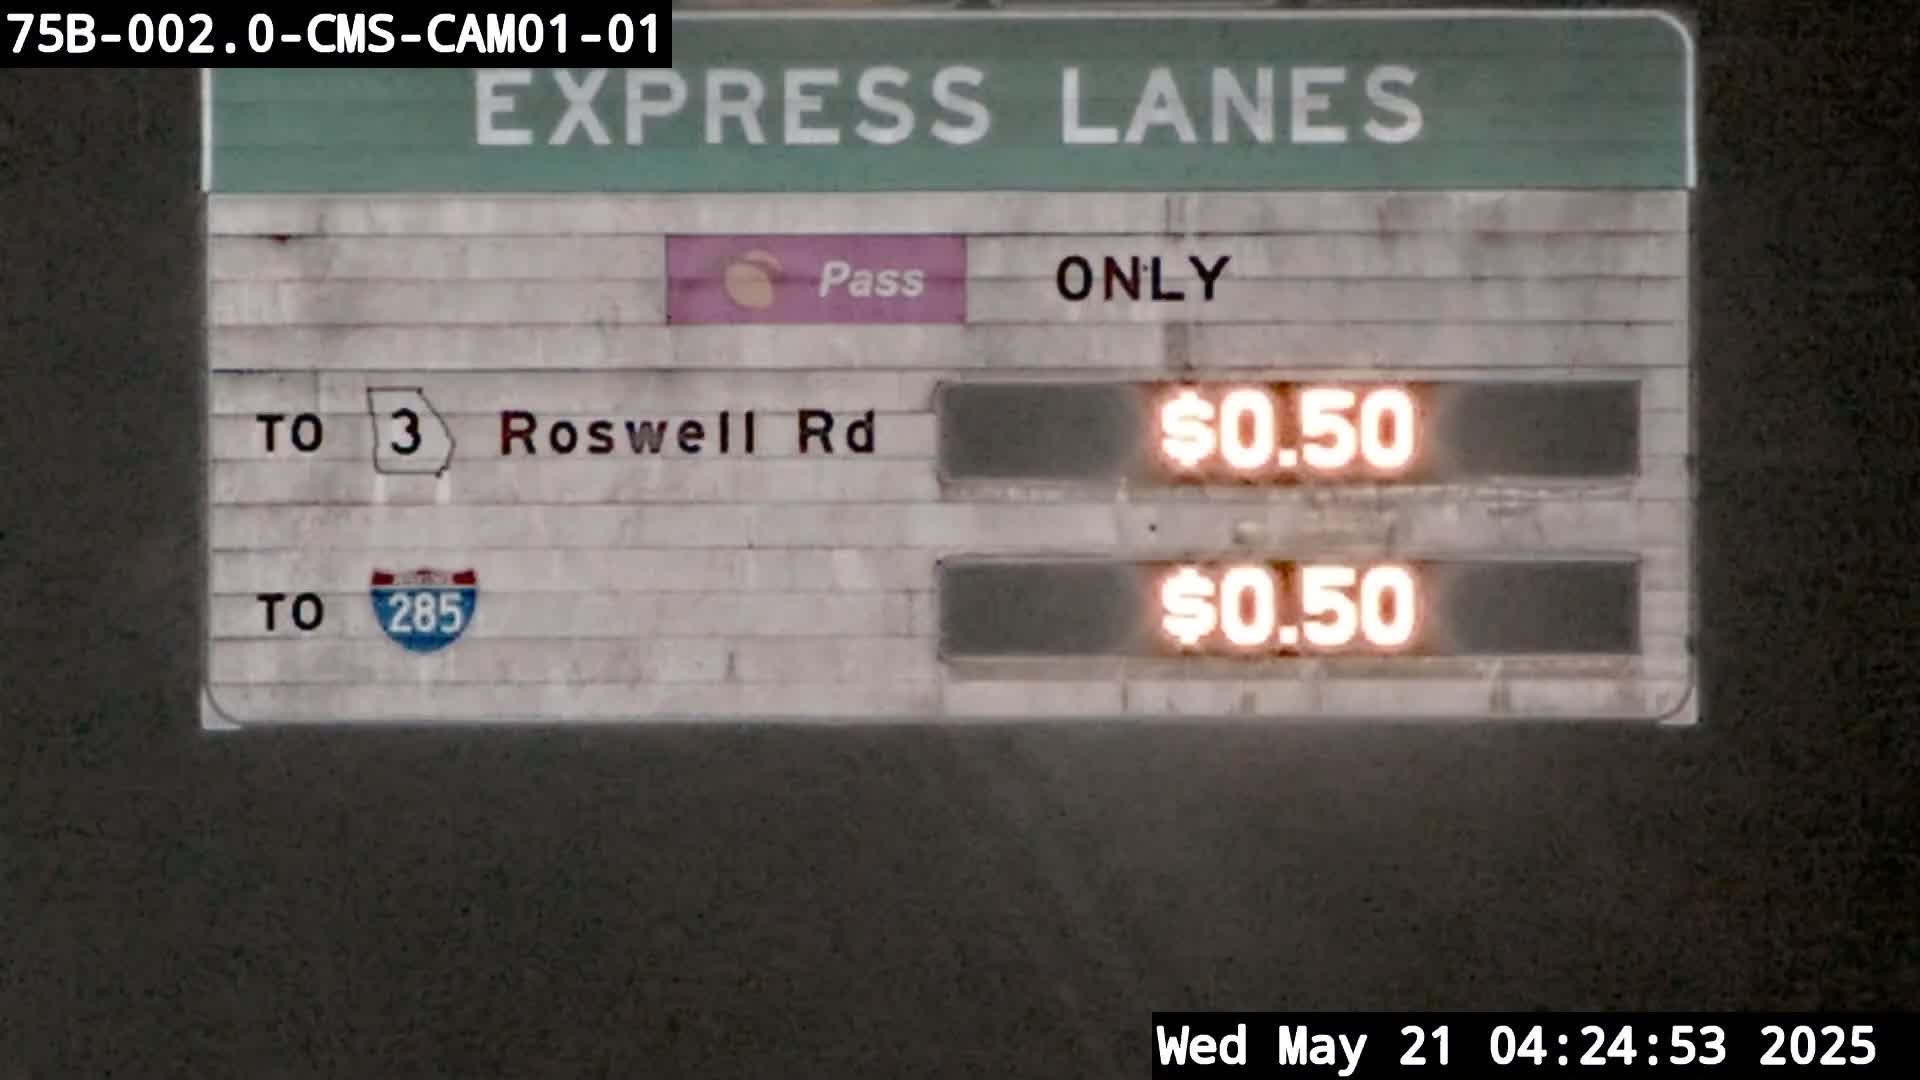 75B-002.0-CMS-CAM01-01
EXPRESS LANES
Pass ONLY
TO 3 Roswell Rd $0.50
TO 285 $0.50
Wed May 21 04:24:53 2025